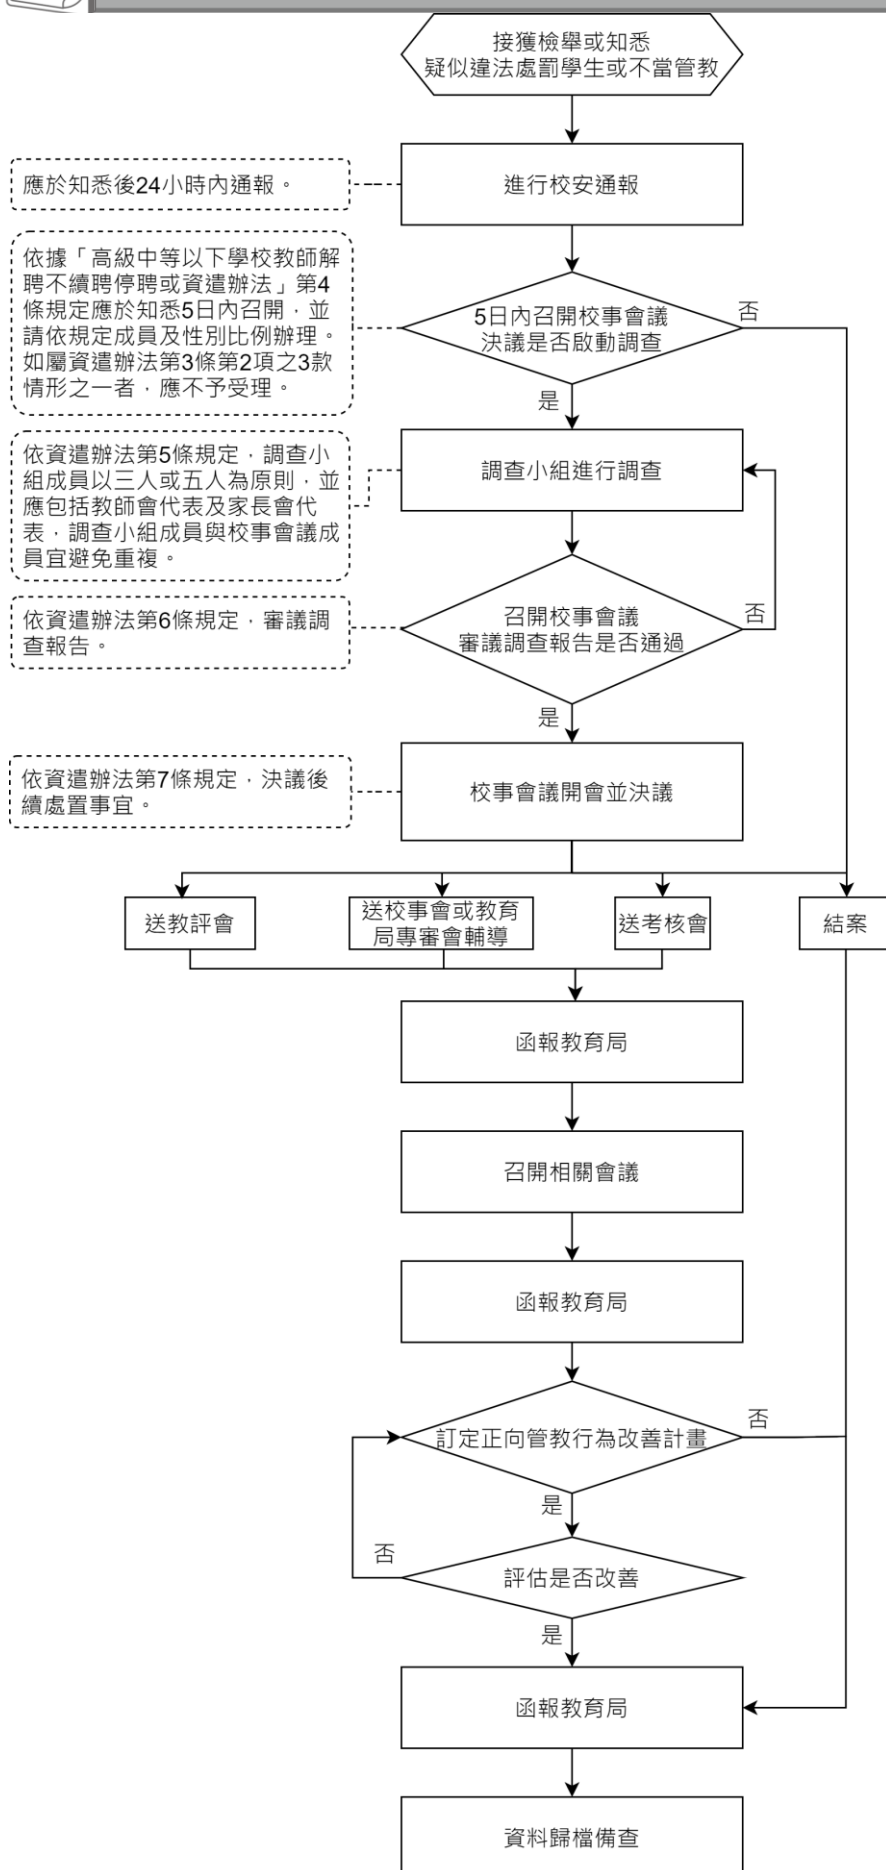 接獲檢舉或知悉
疑似違法處罰學生或不當管教
應於知悉後24小時內通報。
進行校安通報
依據「高級中等以下學校教師解
聘不續聘停聘或資遣辦法」第4
條規定應於知悉5日內召開，並
請依規定成員及性別比例辦理。
如屬資遣辦法第3條第2項之3款
情形之一者，應不予受理。
5日內召開校事會議
決議是否啟動調查
否
是
依資遣辦法第5條規定，調查小
組成員以三人或五人為原則，並
應包括教師會代表及家長會代
表，調查小組成員與校事會議成
員宜避免重複。
調查小組進行調查
依資遣辦法第6條規定，審議調
查報告。
召開校事會議
審議調查報告是否通過
否
是
依資遣辦法第7條規定，決議後
續處置事宜。
校事會議開會並決議
送教評會
送校事會或教育
局專審會輔導
送考核會
結案
函報教育局
召開相關會議
函報教育局
訂定正向管教行為改善計畫
否
是
否
評估是否改善
是
函報教育局
資料歸檔備查